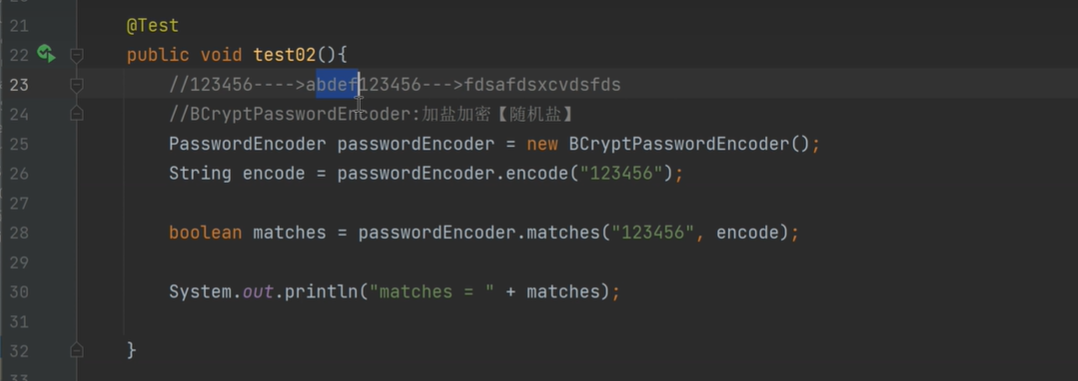 21 @Test
22 public void test02(){
23 //123456---->abdef123456--->fdsafdsxcvdsfds
24 //BCryptPasswordEncoder:加盐加密【随机盐】
25 PasswordEncoder passwordEncoder = new BCryptPasswordEncoder();
26 String encode = passwordEncoder.encode("123456");
27
28 boolean matches = passwordEncoder.matches("123456", encode);
29
30 System.out.println("matches = " + matches);
31
32 }
33